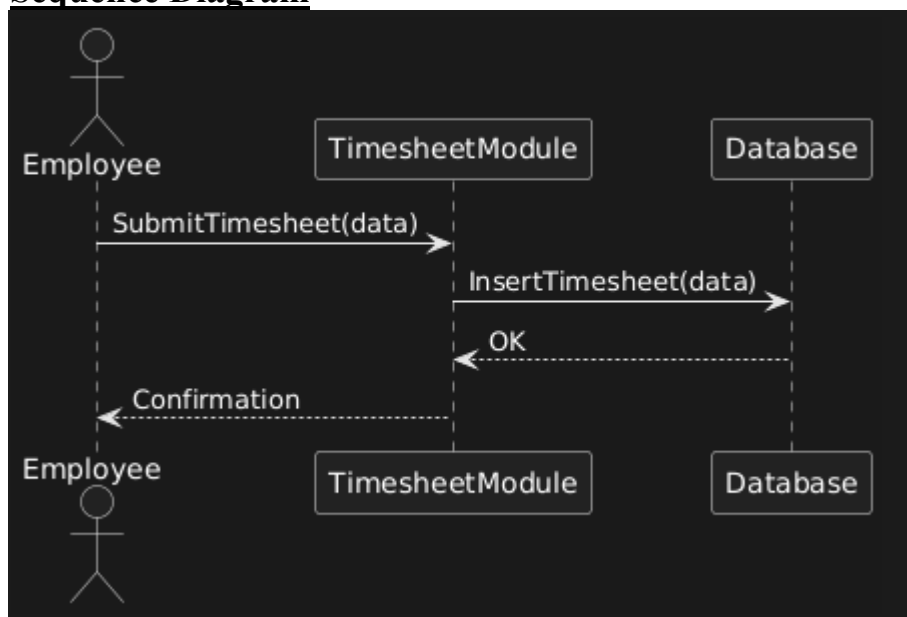 Sequence Diagram
Employee
TimesheetModule
Database
SubmitTimesheet(data)
InsertTimesheet(data)
OK
Confirmation
Employee
TimesheetModule
Database